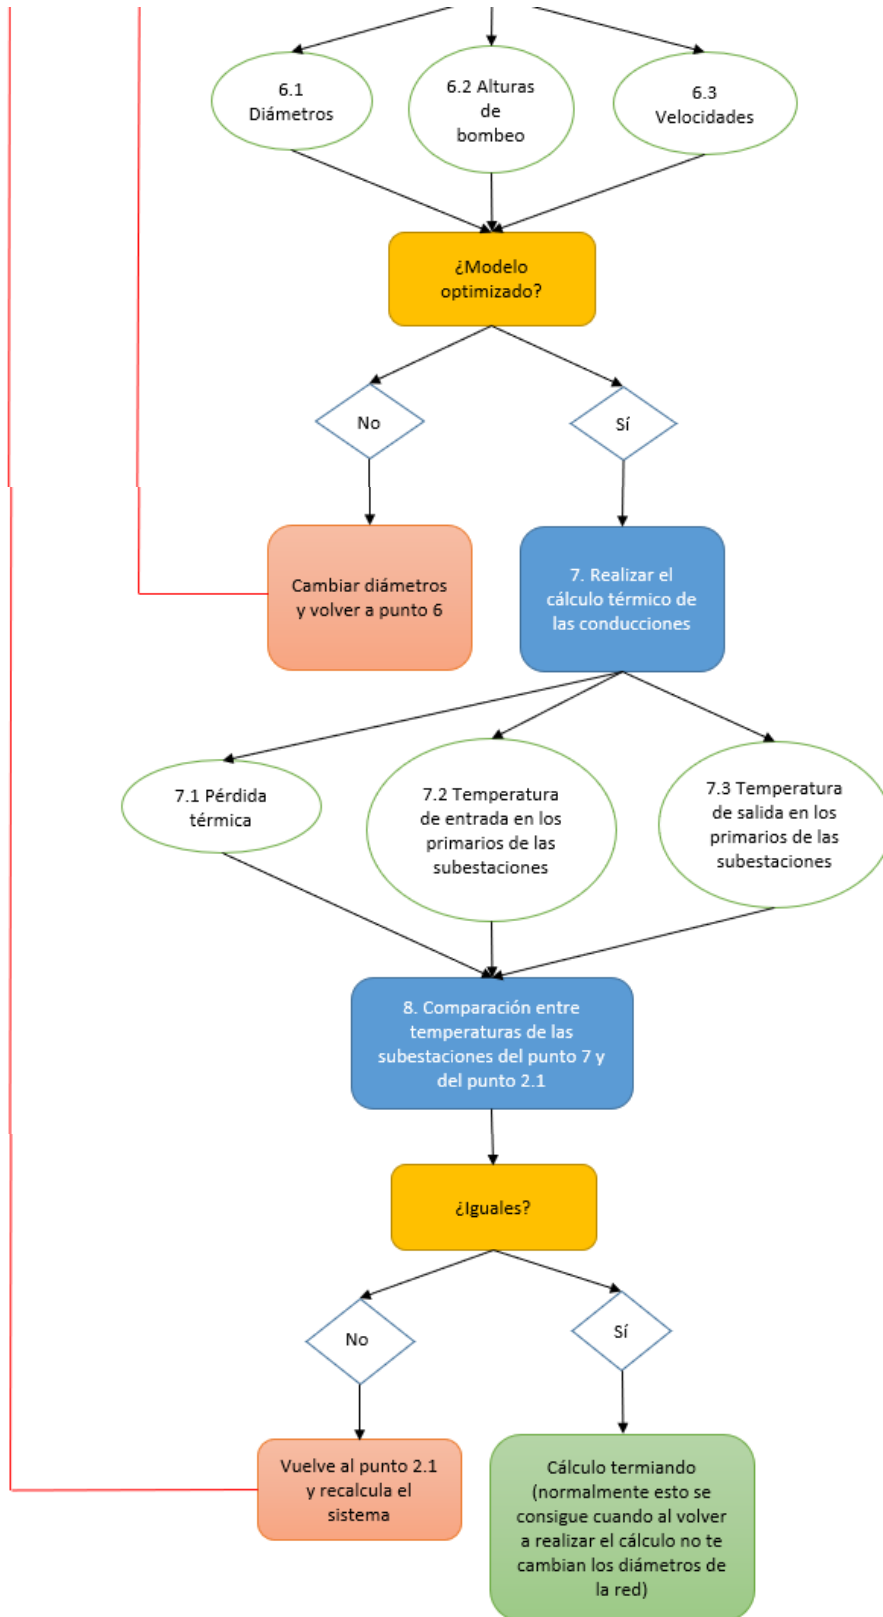 6.1
Diámetros
6.2 Alturas
de
bombeo
6.3
Velocidades
¿Modelo
optimizado?
No
Sí
Cambiar diámetros
y volver a punto 6
7. Realizar el
cálculo térmico de
las conducciones
7.1 Pérdida
térmica
7.2 Temperatura
de entrada en los
primarios de las
subestaciones
7.3 Temperatura
de salida en los
primarios de las
subestaciones
8. Comparación entre
temperaturas de las
subestaciones del punto 7 y
del punto 2.1
¿Iguales?
No
Sí
Vuelve al punto 2.1
y recalcula el
sistema
Cálculo termiando
(normalmente esto se
consigue cuando al volver
a realizar el cálculo no te
cambian los diámetros de
la red)